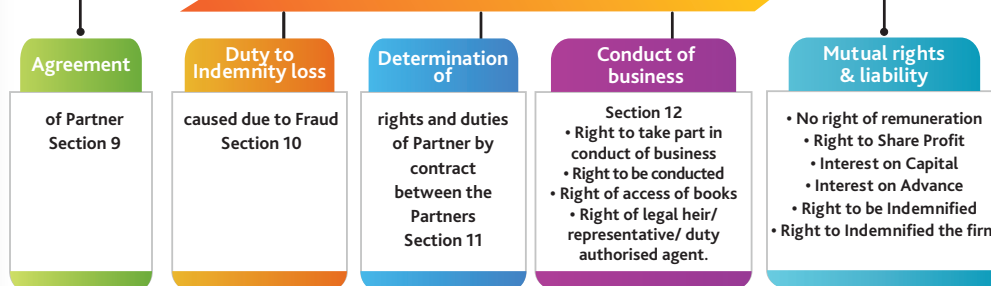 Agreement
of Partner
Section 9
Duty to
Indemnity loss
caused due to Fraud
Section 10
Determination
of
rights and duties
of Partner by
contract
between the
Partners
Section 11
Conduct of
business
Section 12
• Right to take part in
conduct of business
• Right to be conducted
• Right of access of books
• Right of legal heir/
representative/ duty
authorised agent.
Mutual rights
& liability
• No right of remuneration
• Right to Share Profit
• Interest on Capital
• Interest on Advance
• Right to be Indemnified
• Right to Indemnified the firm